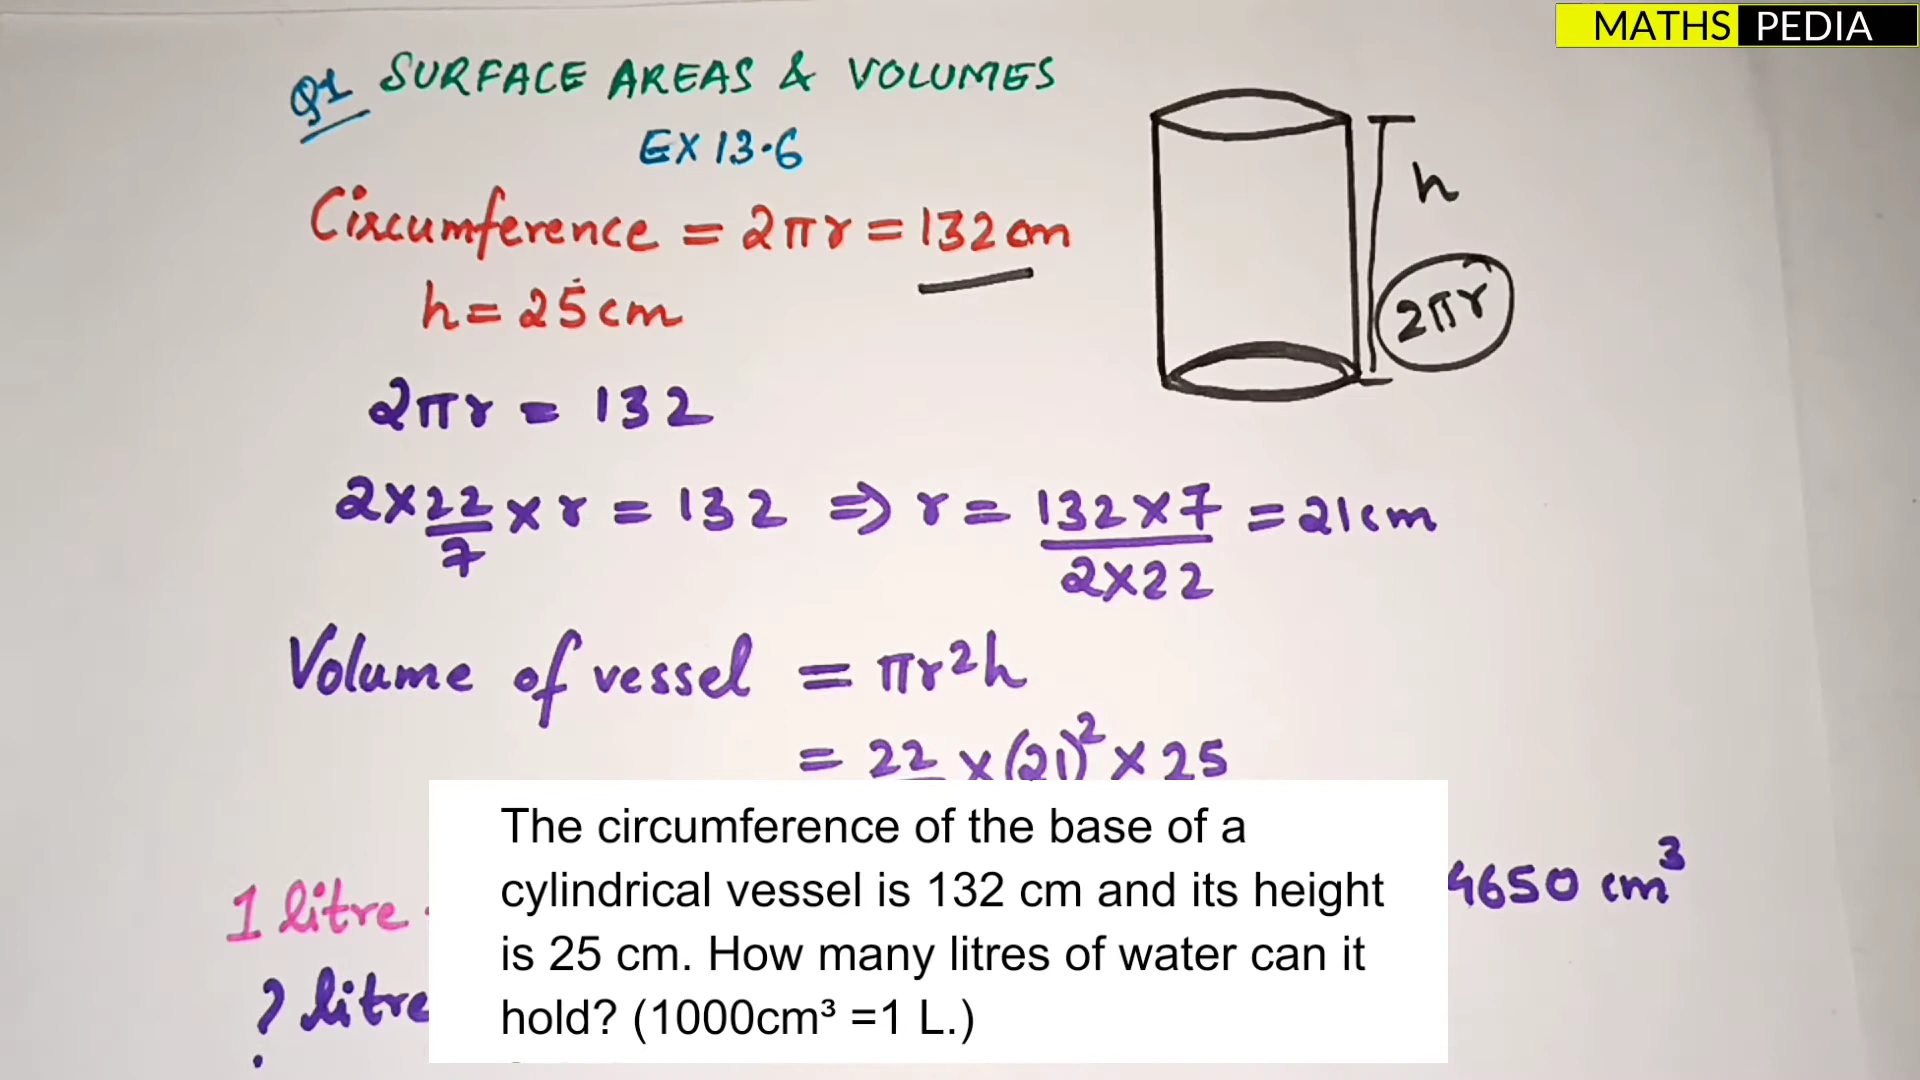 MATHS PEDIA
Q1 SURFACE AREAS & VOLUMES
EX 13.6
Circumference = 2πr = 132 cm
h = 25 cm
h
2πr
2πr = 132
2×22/7 × r = 132 ⇒ r = 132×7/2×22 = 21 cm
Volume of vessel = πr²h
= 22 × (21)² × 25
4650 cm³
1 litre
? litre
The circumference of the base of a
cylindrical vessel is 132 cm and its height
is 25 cm. How many litres of water can it
hold? (1000cm³ =1 L.)